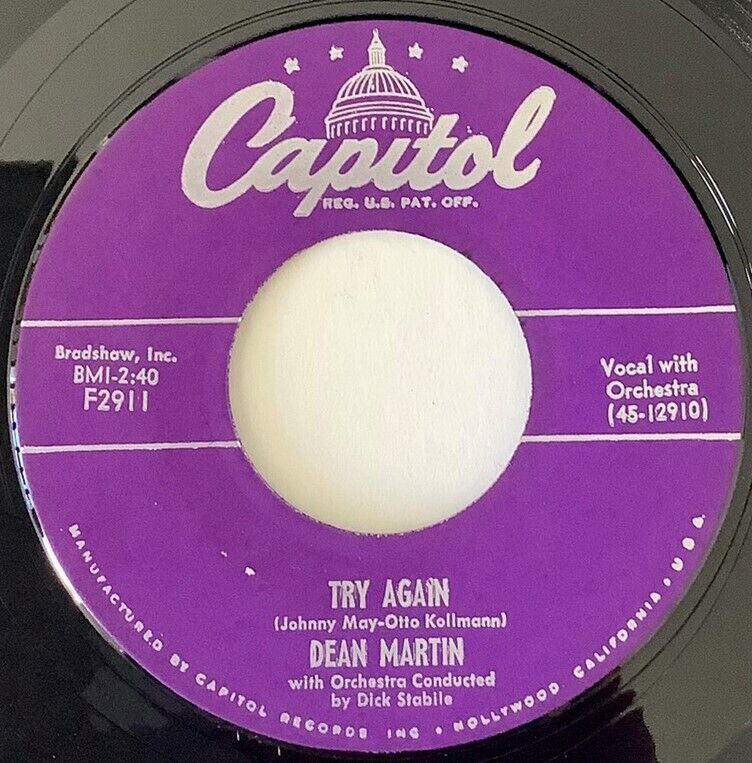 Capitol
REG. U.S. PAT. OFF.
Bradshaw, Inc.
BMI-2:40
F2911
Vocal with
Orchestra
(45-12910)
TRY AGAIN
(Johnny May-Otto Kollmann)
DEAN MARTIN
with Orchestra Conducted
by Dick Stabile
MANUFACTURED BY CAPITOL RECORDS INC • HOLLYWOOD, CALIFORNIA • USA